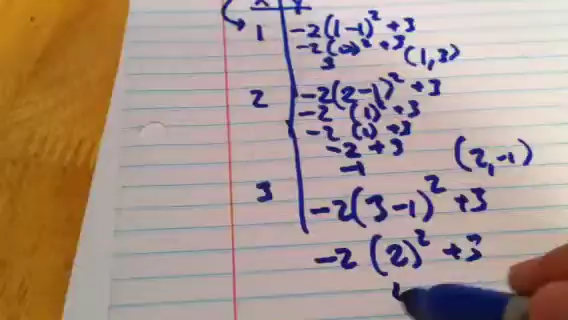 1 -2(1-1)² +3
-2(0)² +3
3 (1,3)
2 -2(2-1)² +3
-2 (1)² +3
-2 (1) +3
-2 +3
-1 (2,-1)
3 -2(3-1)² +3
-2 (2)² +3